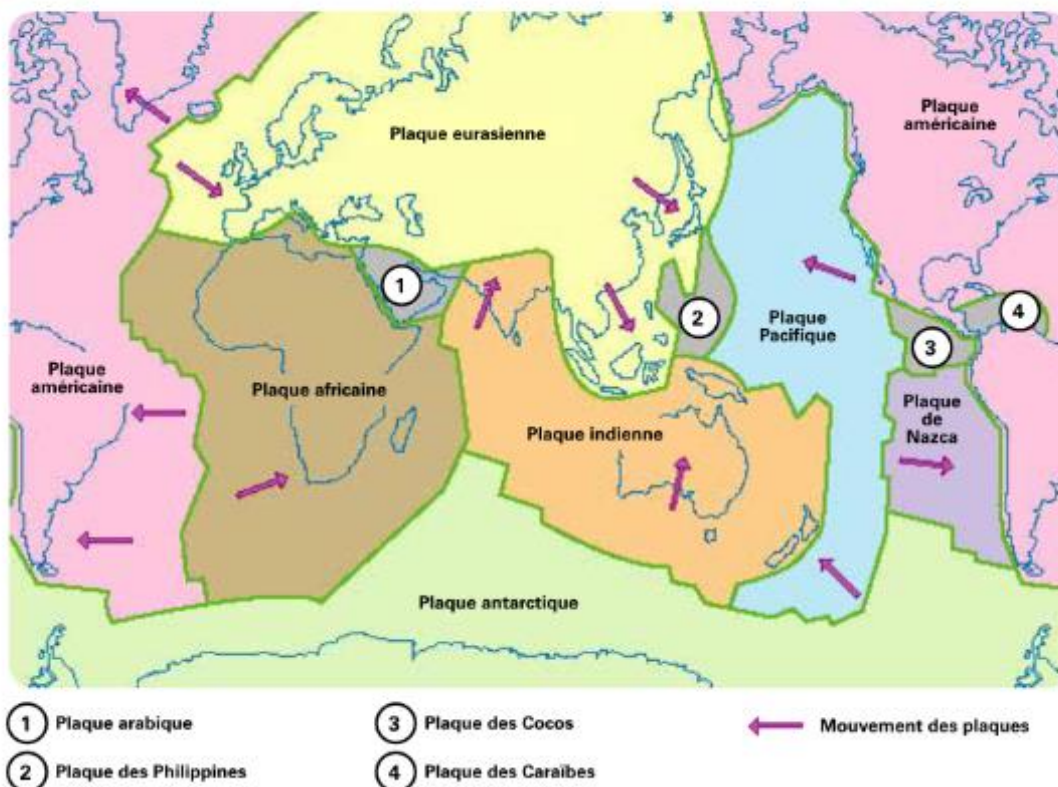 Plaque eurasienne
Plaque
américaine
1
2
Plaque
Pacifique
3
4
Plaque
américaine
Plaque africaine
Plaque indienne
Plaque
de
Nazca
Plaque antarctique
1 Plaque arabique
3 Plaque des Cocos
Mouvement des plaques
2 Plaque des Philippines
4 Plaque des Caraïbes